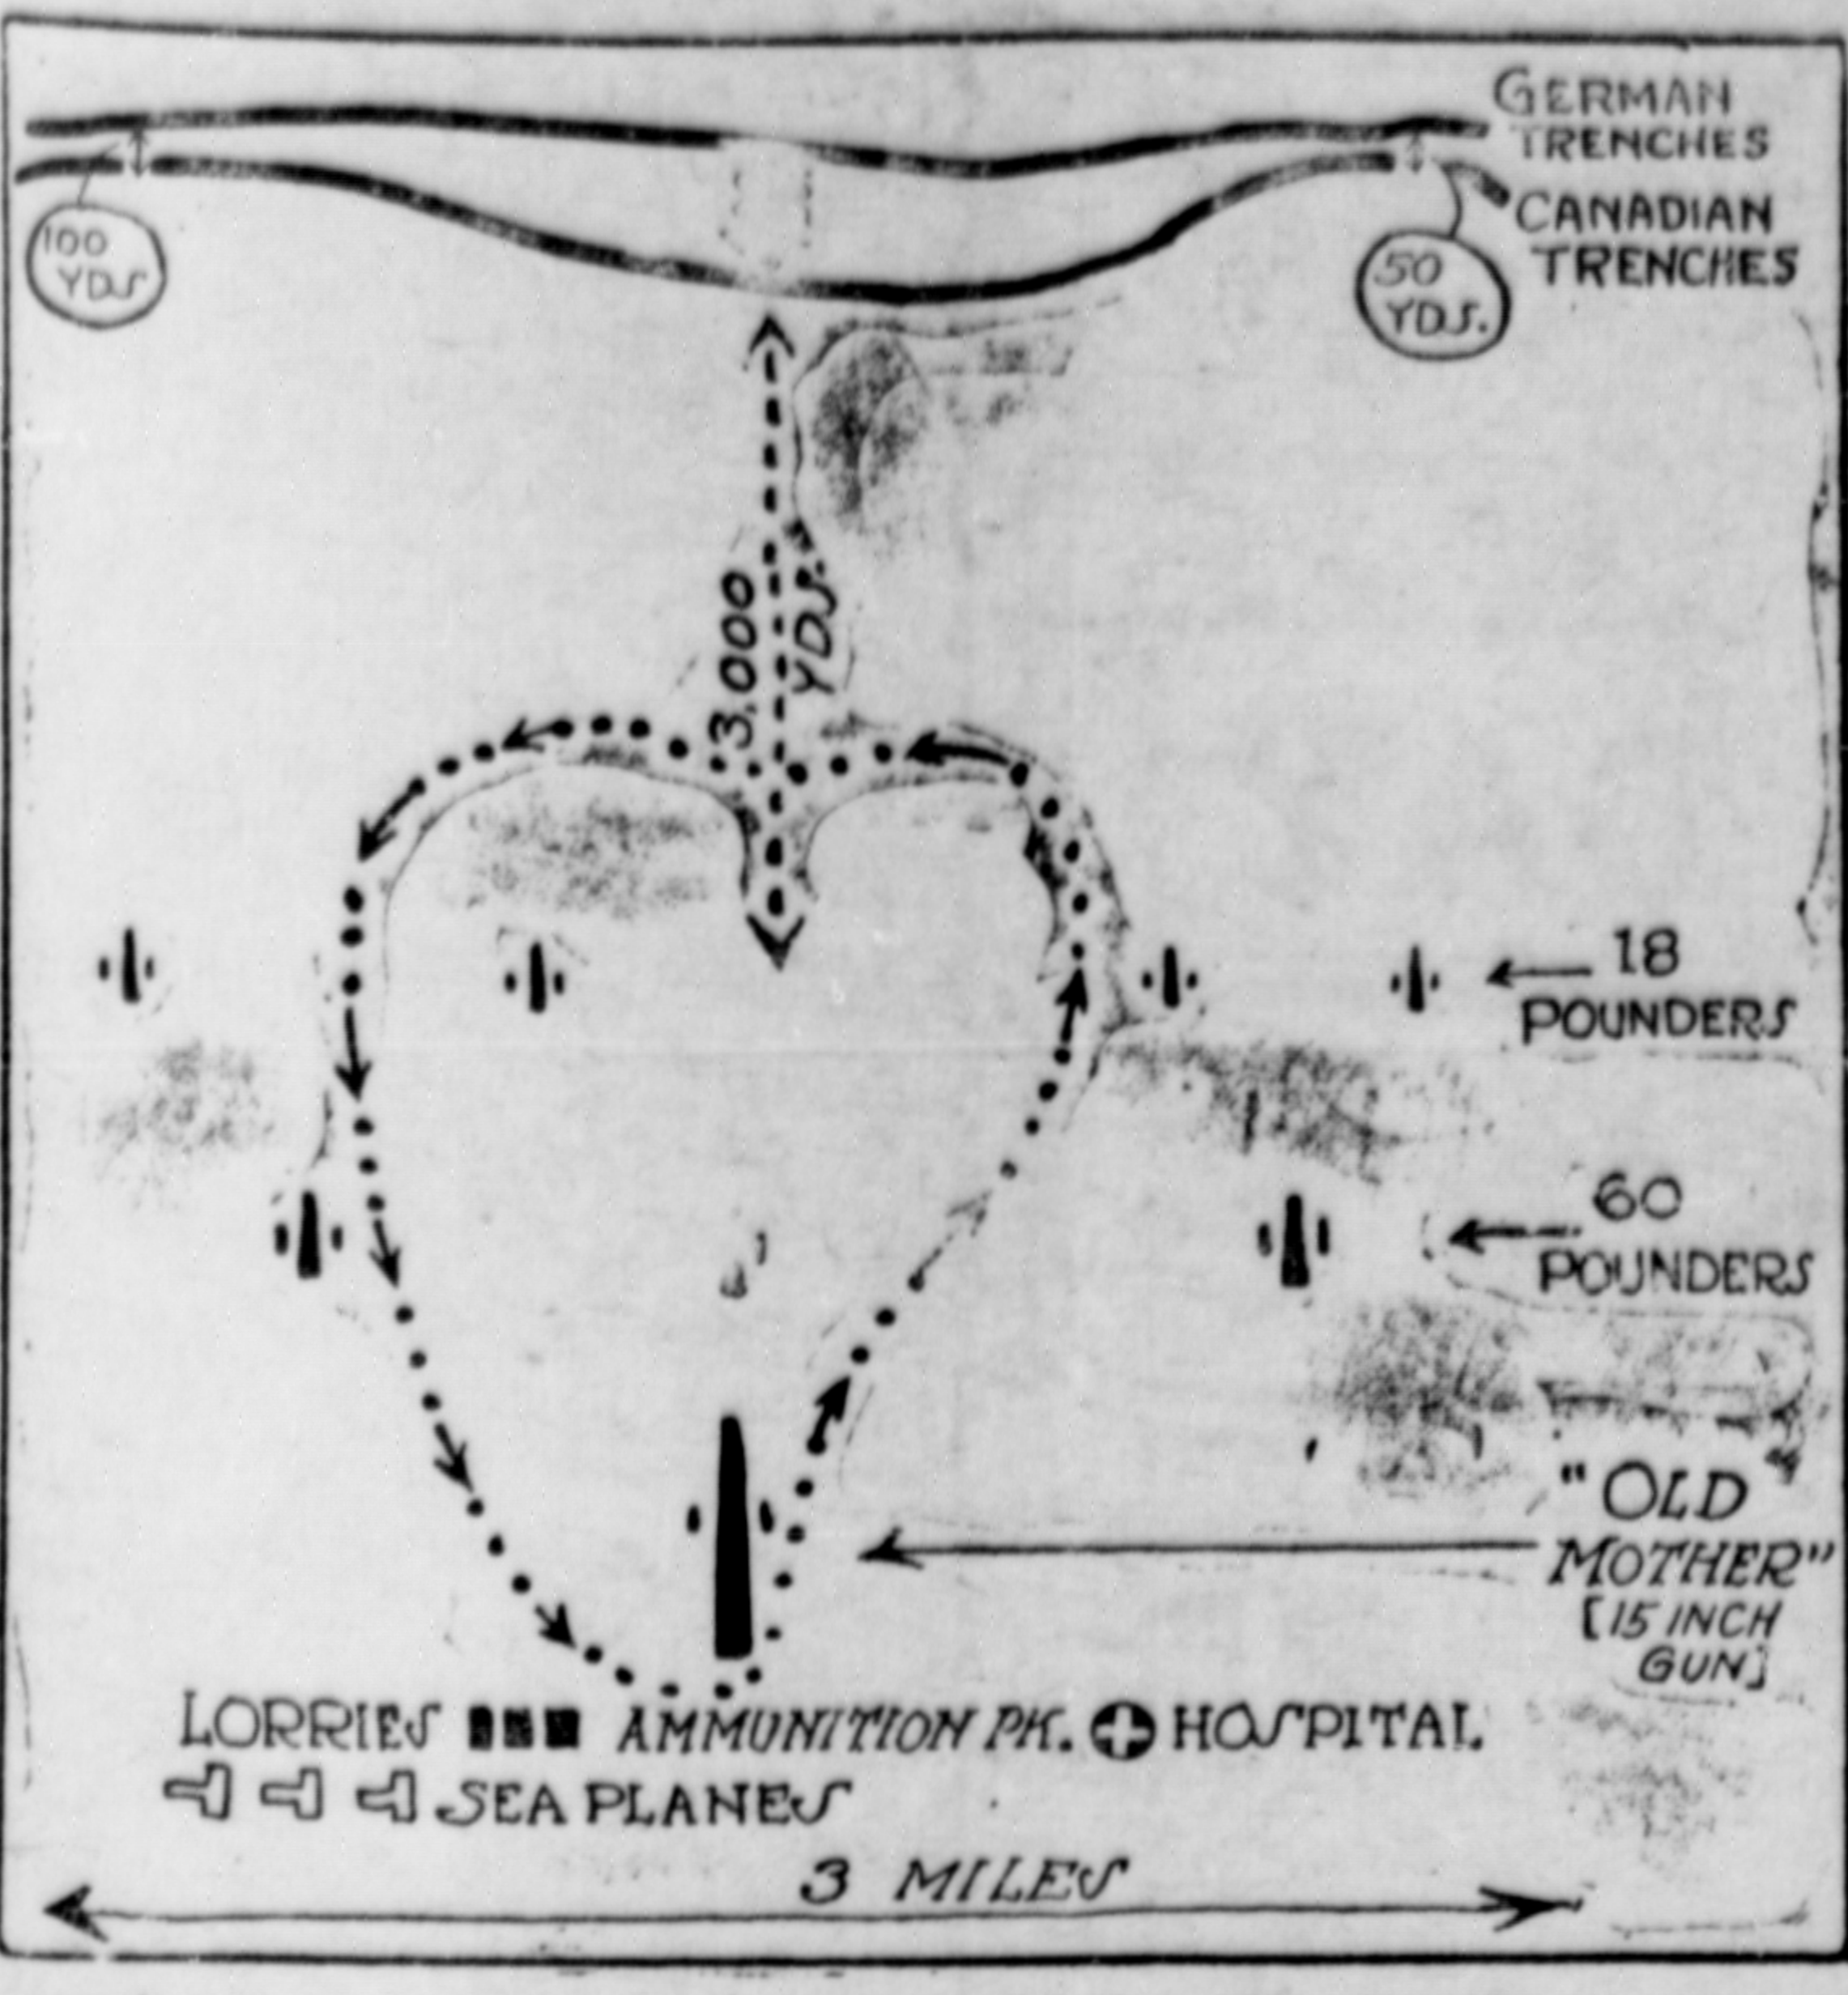 GERMAN
TRENCHES
CANADIAN
TRENCHES
100
YDS
50
YDS.
3.000
YDS.
18
POUNDERS
60
POUNDERS
"OLD
MOTHER"
[15 INCH
GUN]
LORRIES AMMUNITION PK. HOSPITAL
SEA PLANES
3 MILES